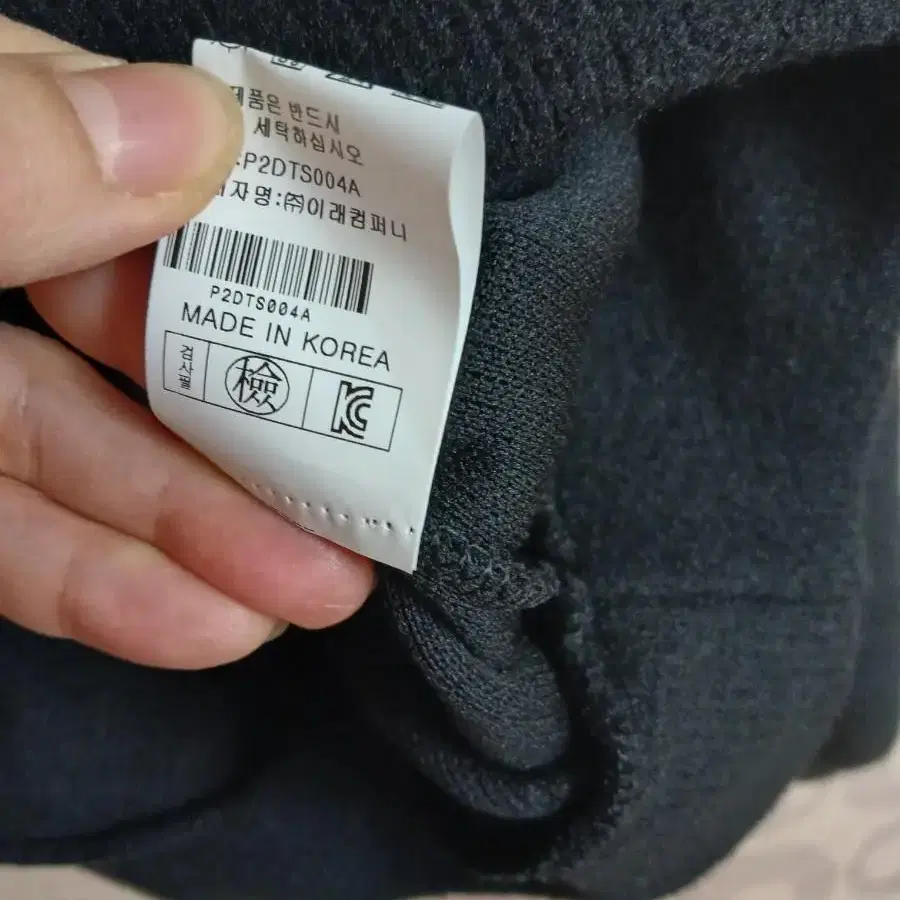 제품은 반드시
세탁하십시오
:P2DTS004A
자명:㈜이래컴퍼니
P2DTS004A
MADE IN KOREA
검사필 檢 KC